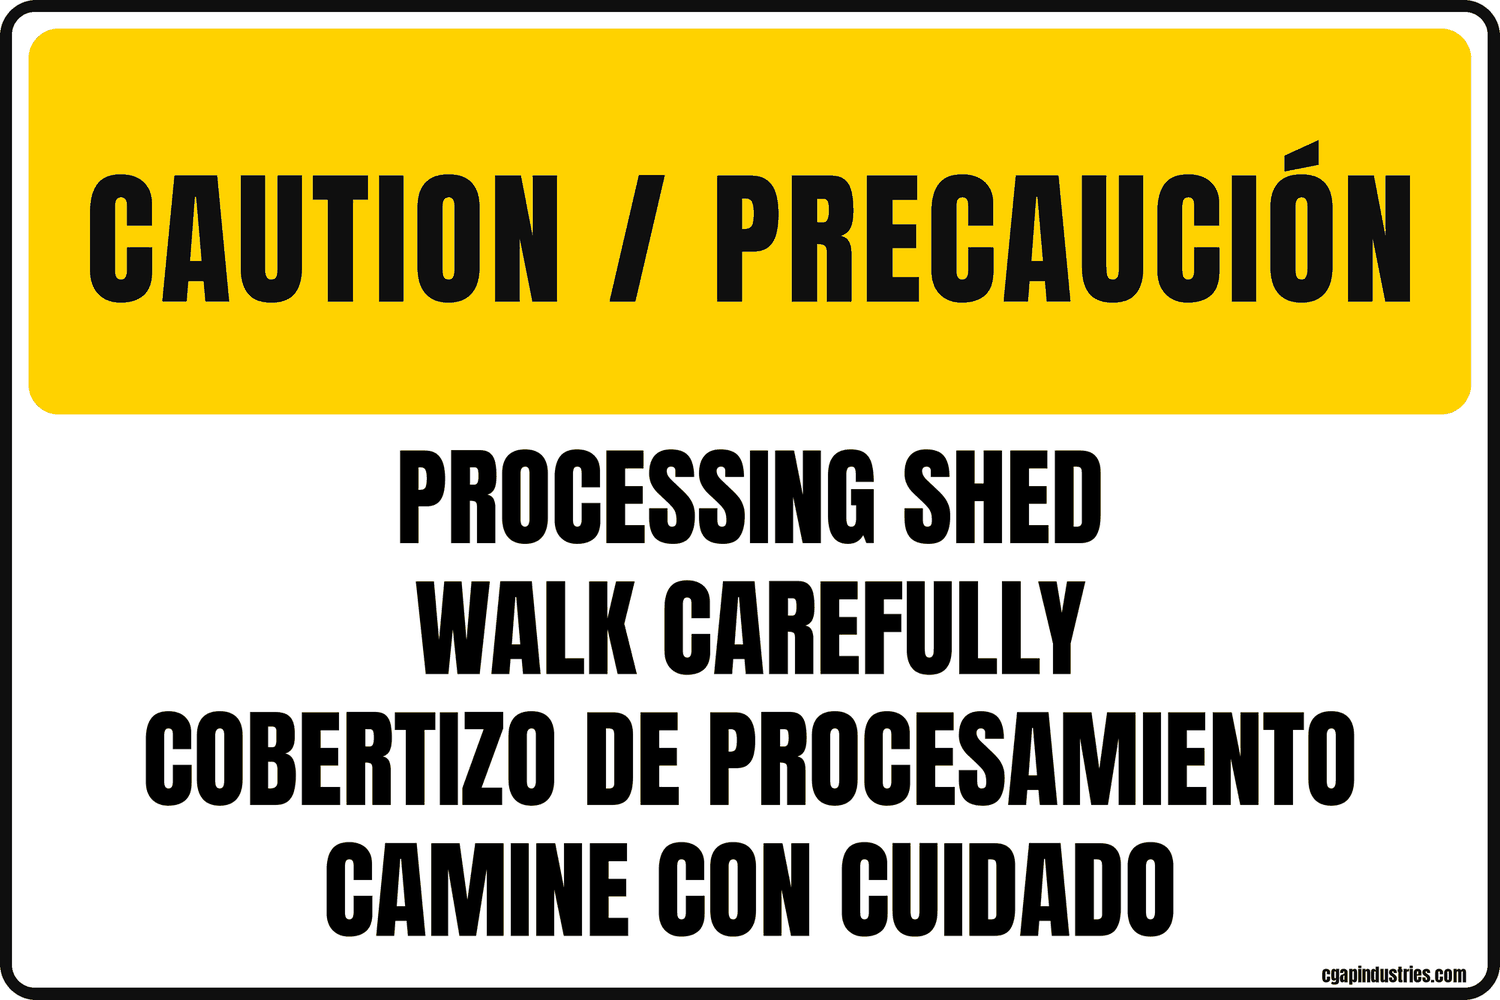 CAUTION / PRECAUCIÓN
PROCESSING SHED
WALK CAREFULLY
COBERTIZO DE PROCESAMIENTO
CAMINE CON CUIDADO
cgapindustries.com